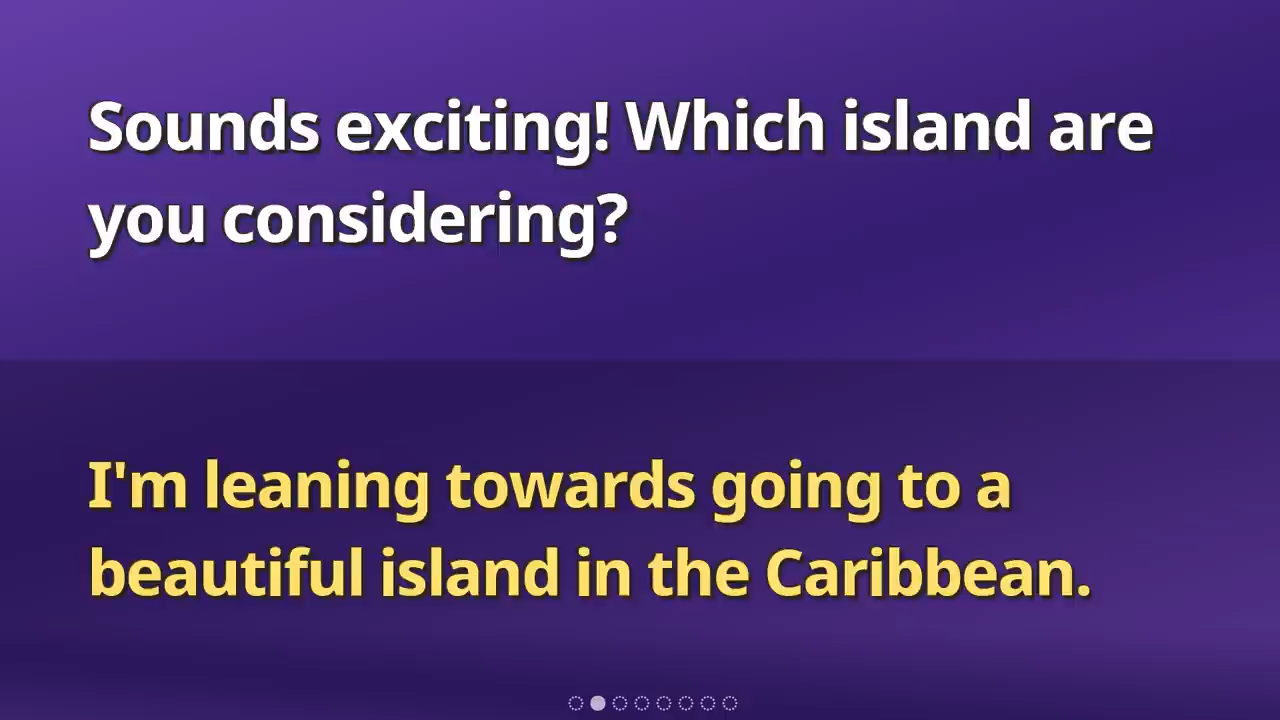 Sounds exciting! Which island are
you considering?
I'm leaning towards going to a
beautiful island in the Caribbean.